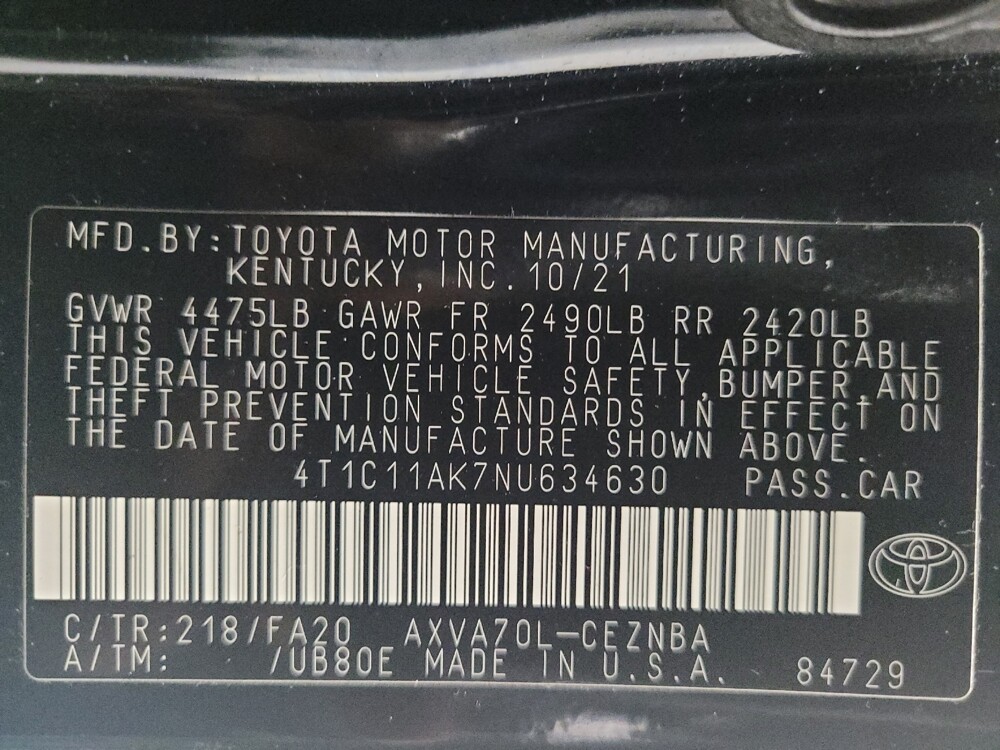 MFD.BY:TOYOTA MOTOR MANUFACTURING,
KENTUCKY,INC. 10/21
GVWR 4475LB GAWR FR 2490LB RR 2420LB
THIS VEHICLE CONFORMS TO ALL APPLICABLE
FEDERAL MOTOR VEHICLE SAFETY,BUMPER,AND
THEFT PREVENTION STANDARDS IN EFFECT ON
THE DATE OF MANUFACTURE SHOWN ABOVE.
4T1C11AK7NU634630 PASS.CAR
C/TR:218/FA20 AXVA70L-CEZNBA
A/TM: /UB80E MADE IN U.S.A. 84729